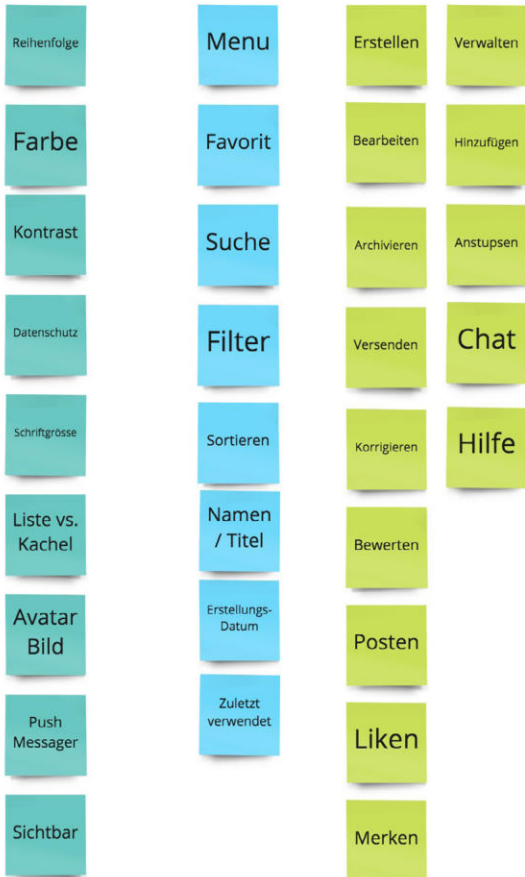 Reihenfolge
Farbe
Kontrast
Datenschutz
Schriftgrösse
Liste vs.
Kachel
Avatar
Bild
Push
Messager
Sichtbar
Menu
Favorit
Suche
Filter
Sortieren
Namen
/ Titel
Erstellungs-
Datum
Zuletzt
verwendet
Erstellen
Bearbeiten
Archivieren
Versenden
Korrigieren
Bewerten
Posten
Liken
Merken
Verwalten
Hinzufügen
Anstupsen
Chat
Hilfe